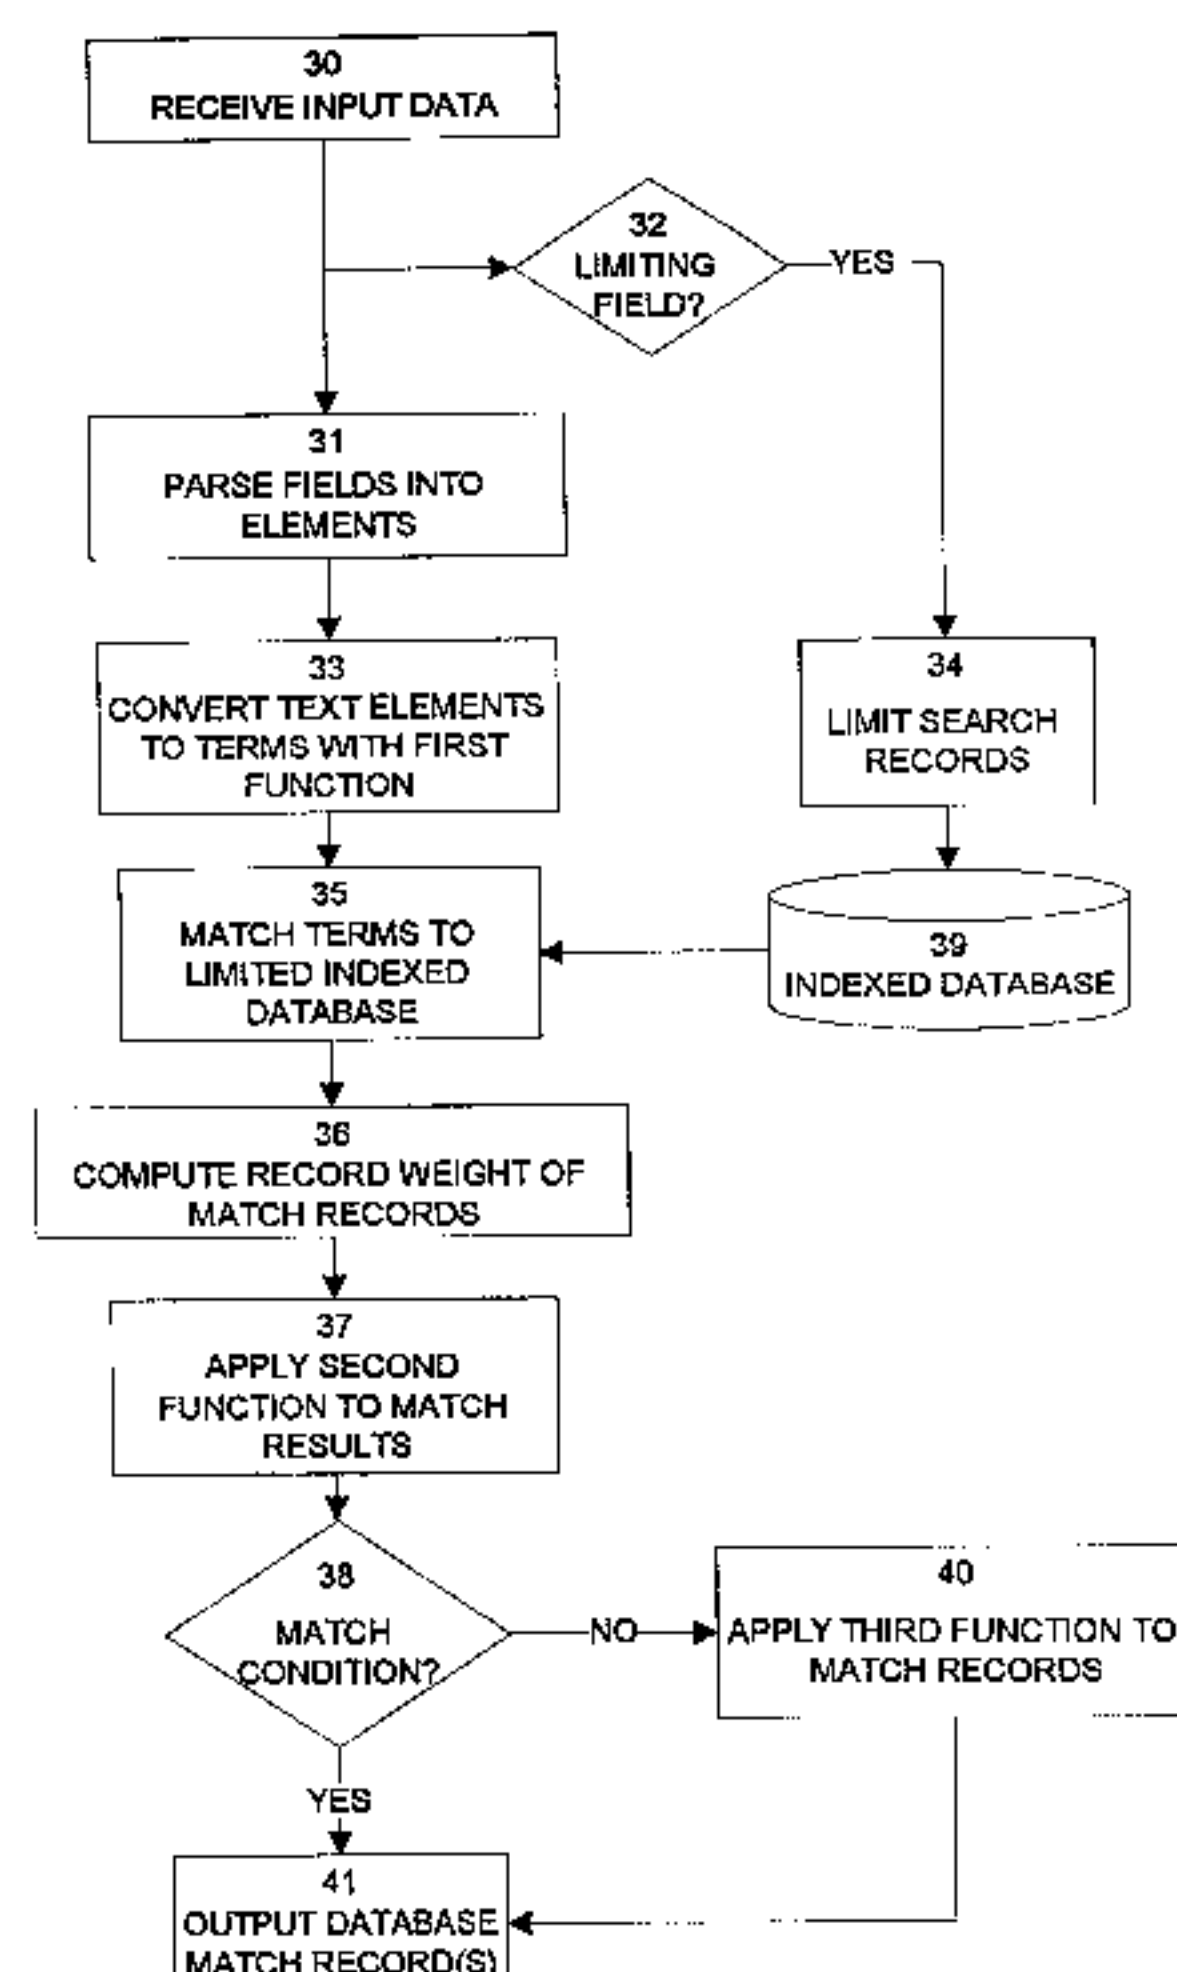 30
RECEIVE INPUT DATA
32
LIMITING
FIELD?
YES
31
PARSE FIELDS INTO
ELEMENTS
33
CONVERT TEXT ELEMENTS
TO TERMS WITH FIRST
FUNCTION
34
LIMIT SEARCH
RECORDS
35
MATCH TERMS TO
LIMITED INDEXED
DATABASE
39
INDEXED DATABASE
36
COMPUTE RECORD WEIGHT OF
MATCH RECORDS
37
APPLY SECOND
FUNCTION TO MATCH
RESULTS
38
MATCH
CONDITION?
NO
40
APPLY THIRD FUNCTION TO
MATCH RECORDS
YES
41
OUTPUT DATABASE
MATCH RECORD(S)